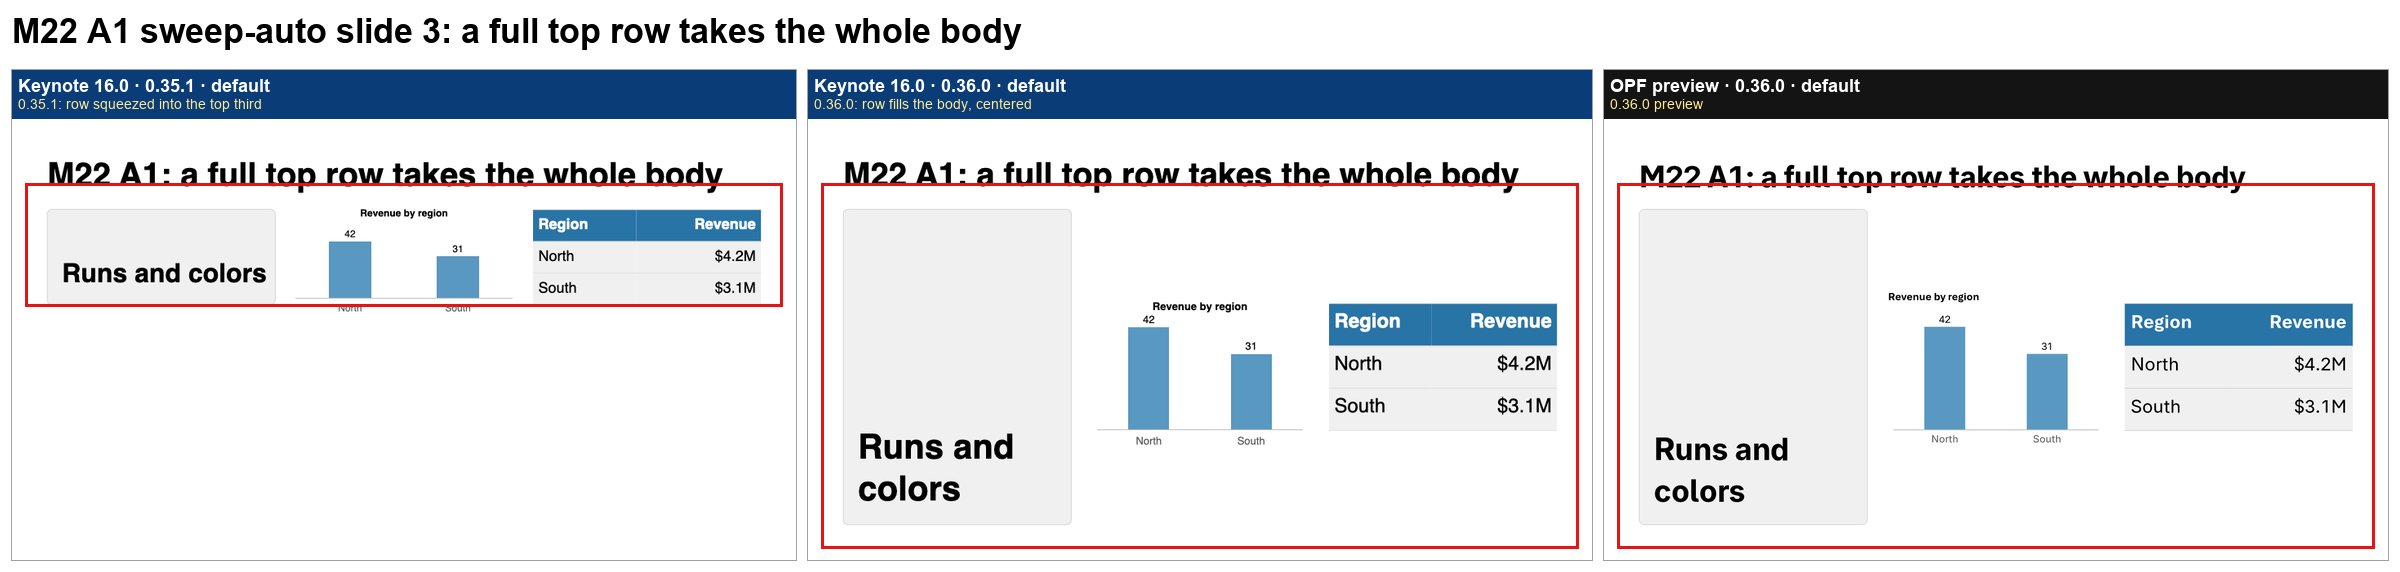 M22 A1 sweep-auto slide 3: a full top row takes the whole body
Keynote 16.0 · 0.35.1 · default
0.35.1: row squeezed into the top third
M22 A1: a full top row takes the whole body
Runs and colors
Revenue by region
42
31
North
South
Region Revenue
North $4.2M
South $3.1M
Keynote 16.0 · 0.36.0 · default
0.36.0: row fills the body, centered
M22 A1: a full top row takes the whole body
Runs and
colors
Revenue by region
42
31
North
South
Region Revenue
North $4.2M
South $3.1M
OPF preview · 0.36.0 · default
0.36.0 preview
M22 A1: a full top row takes the whole body
Runs and
colors
Revenue by region
42
31
North
South
Region Revenue
North $4.2M
South $3.1M